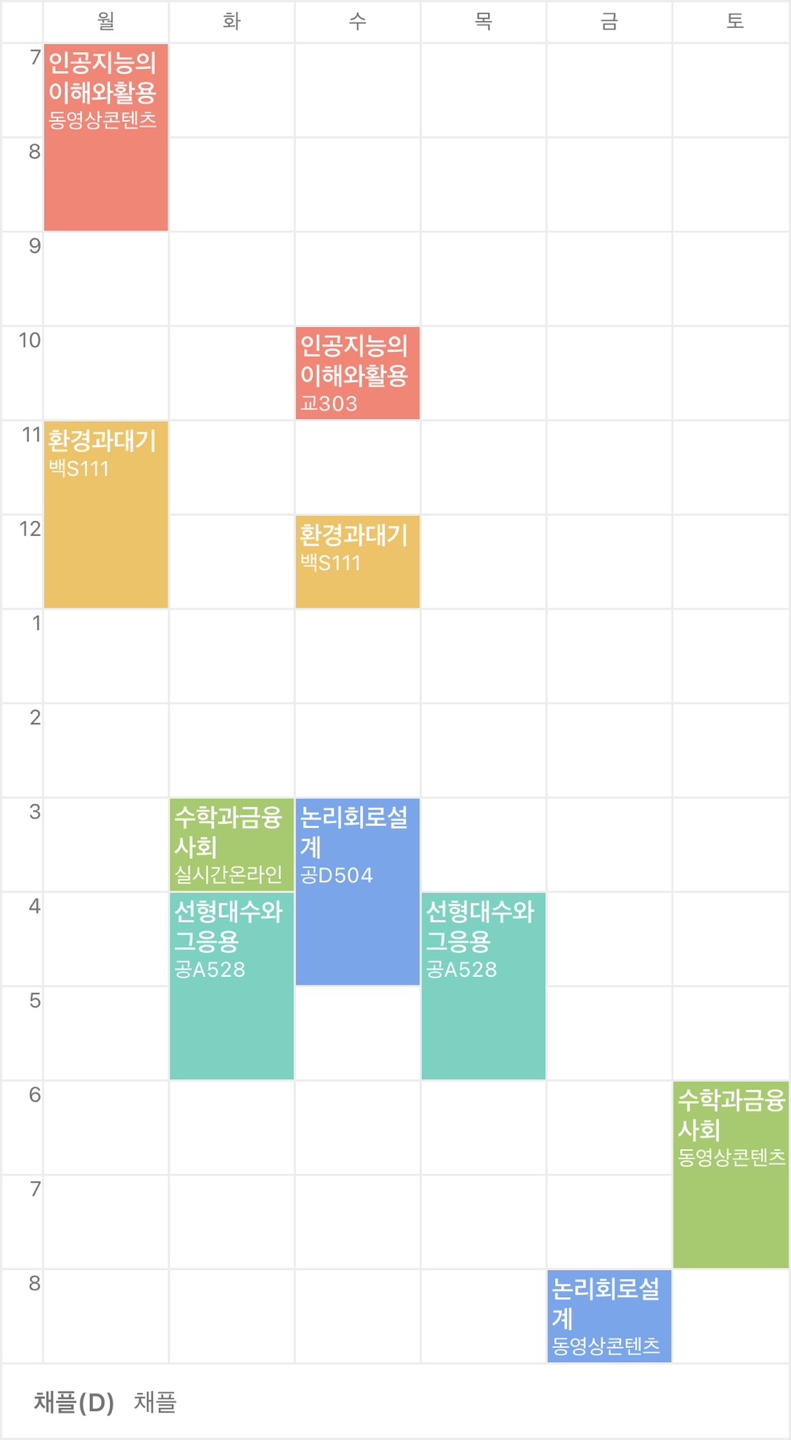 월 화 수 목 금 토
7
인공지능의
이해와활용
동영상콘텐츠
8
9
10
인공지능의
이해와활용
교303
11
환경과대기
백S111
12
환경과대기
백S111
1
2
3
수학과금융
사회
실시간온라인
논리회로설
계
공D504
4
선형대수와
그응용
공A528
선형대수와
그응용
공A528
5
6
수학과금융
사회
동영상콘텐츠
7
8
논리회로설
계
동영상콘텐츠
채플(D) 채플